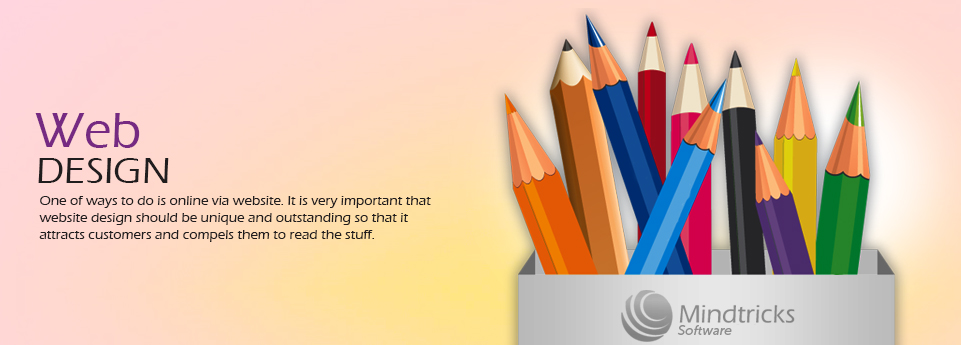 Web
DESIGN
One of ways to do is online via website. It is very important that
website design should be unique and outstanding so that it
attracts customers and compels them to read the stuff.
Mindtricks
Software